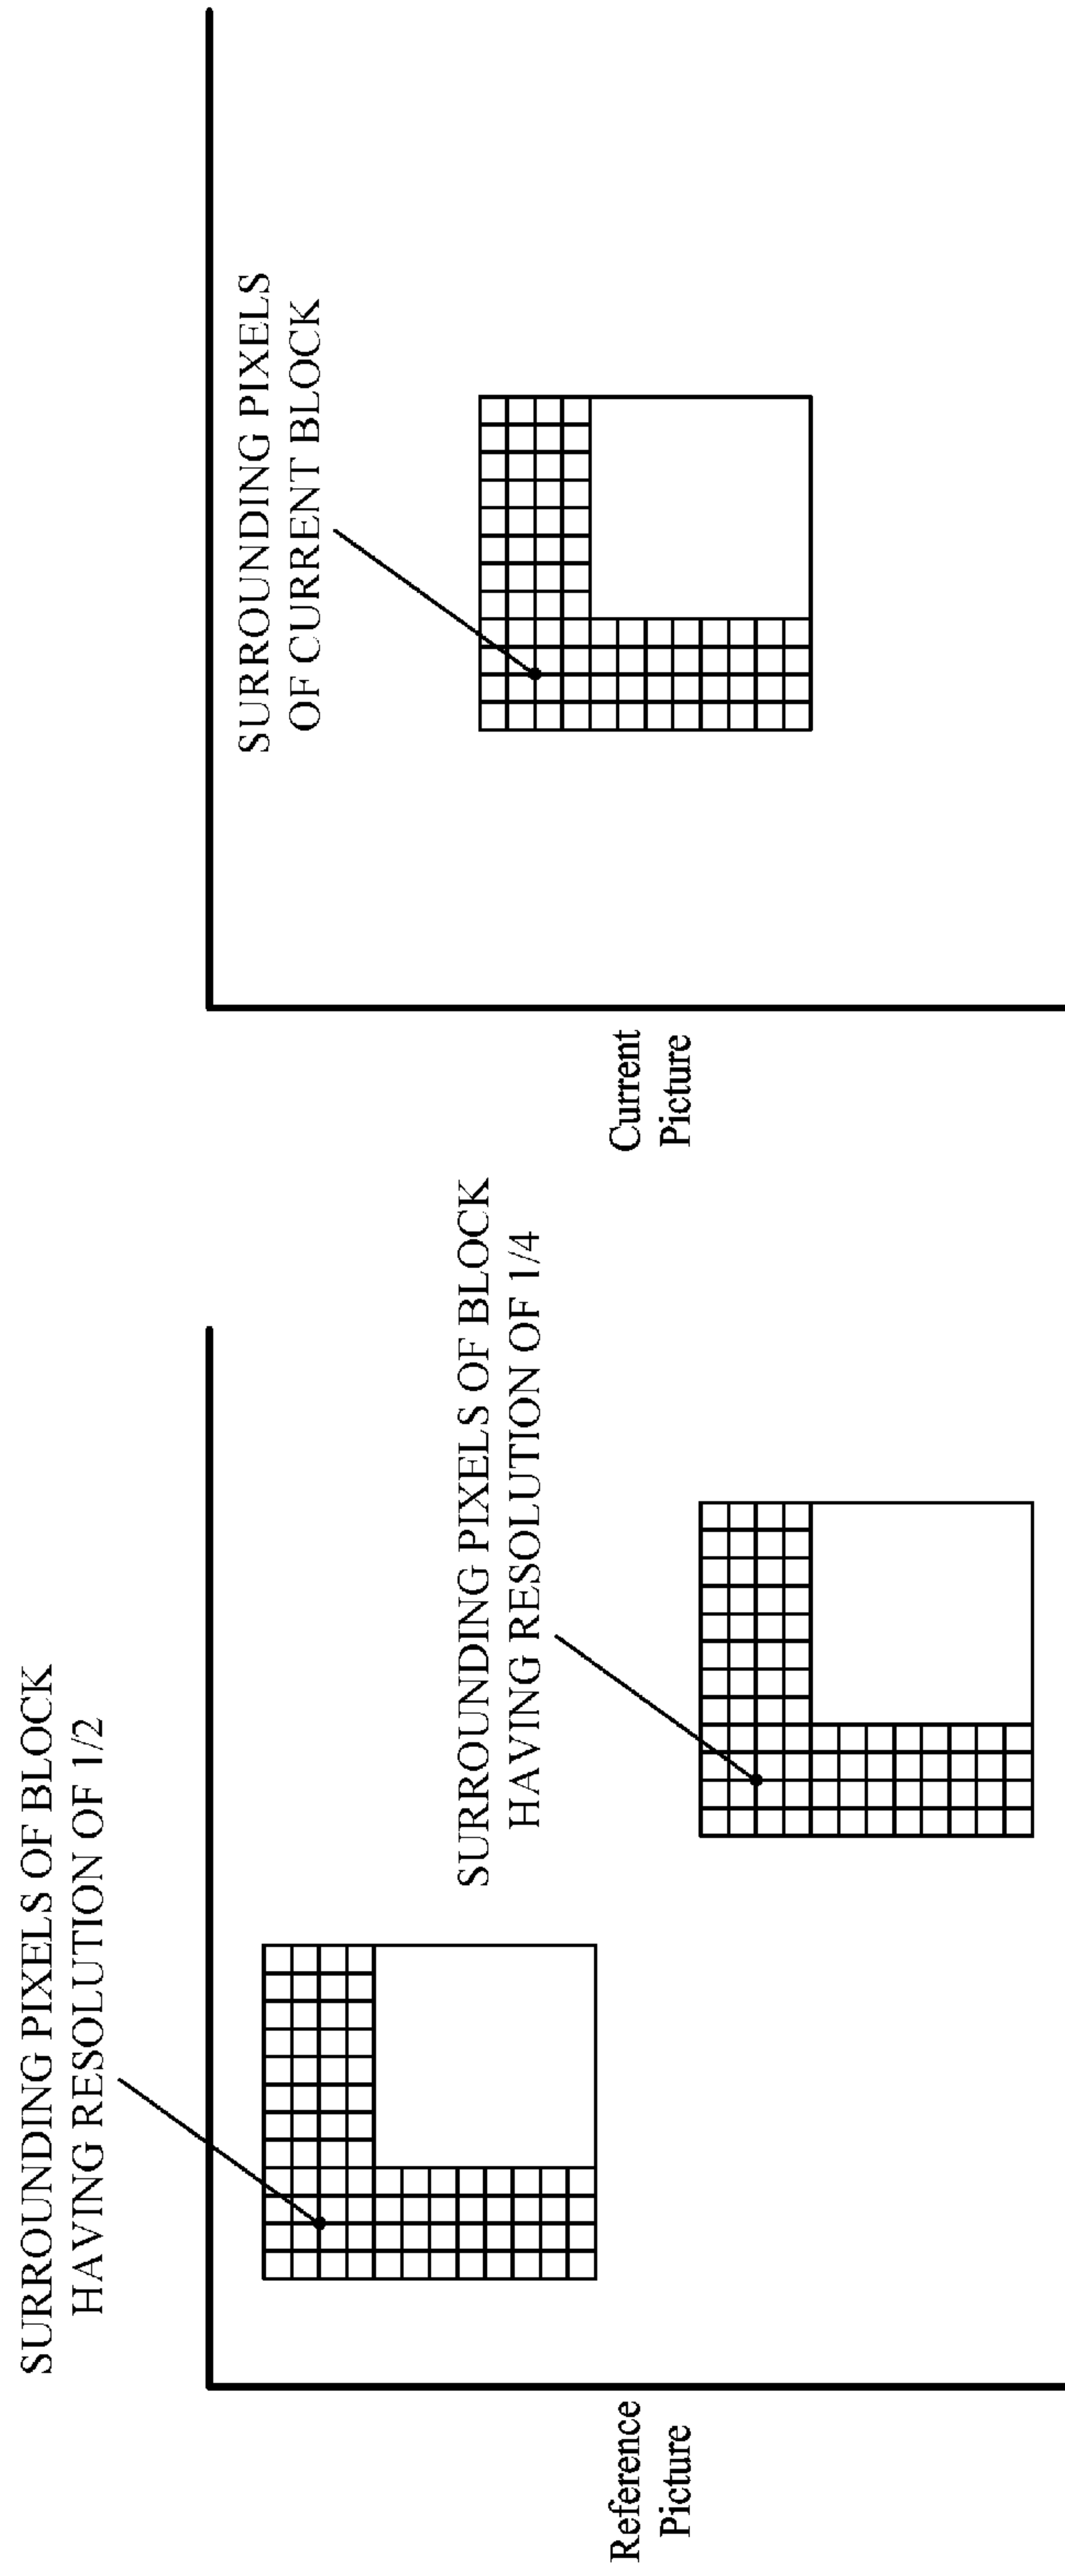 SURROUNDING PIXELS OF BLOCK
HAVING RESOLUTION OF 1/2
SURROUNDING PIXELS OF BLOCK
HAVING RESOLUTION OF 1/4
Reference
Picture
SURROUNDING PIXELS
OF CURRENT BLOCK
Current
Picture